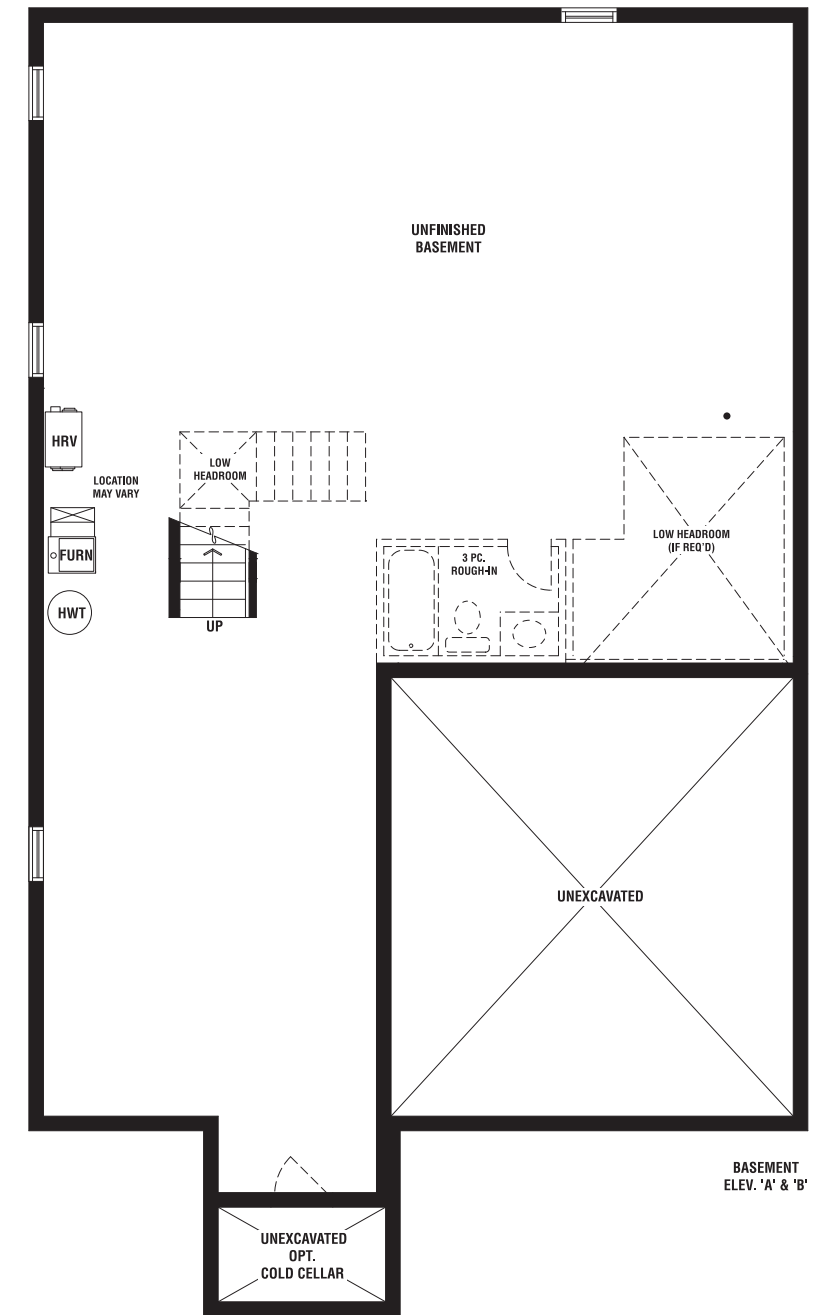 UNFINISHED
BASEMENT
HRV
LOW
HEADROOM
LOCATION
MAY VARY
LOW HEADROOM
(IF REQ'D)
FURN
3 PC.
ROUGH-IN
HWT
UP
UNEXCAVATED
BASEMENT
ELEV. 'A' & 'B'
UNEXCAVATED
OPT.
COLD CELLAR